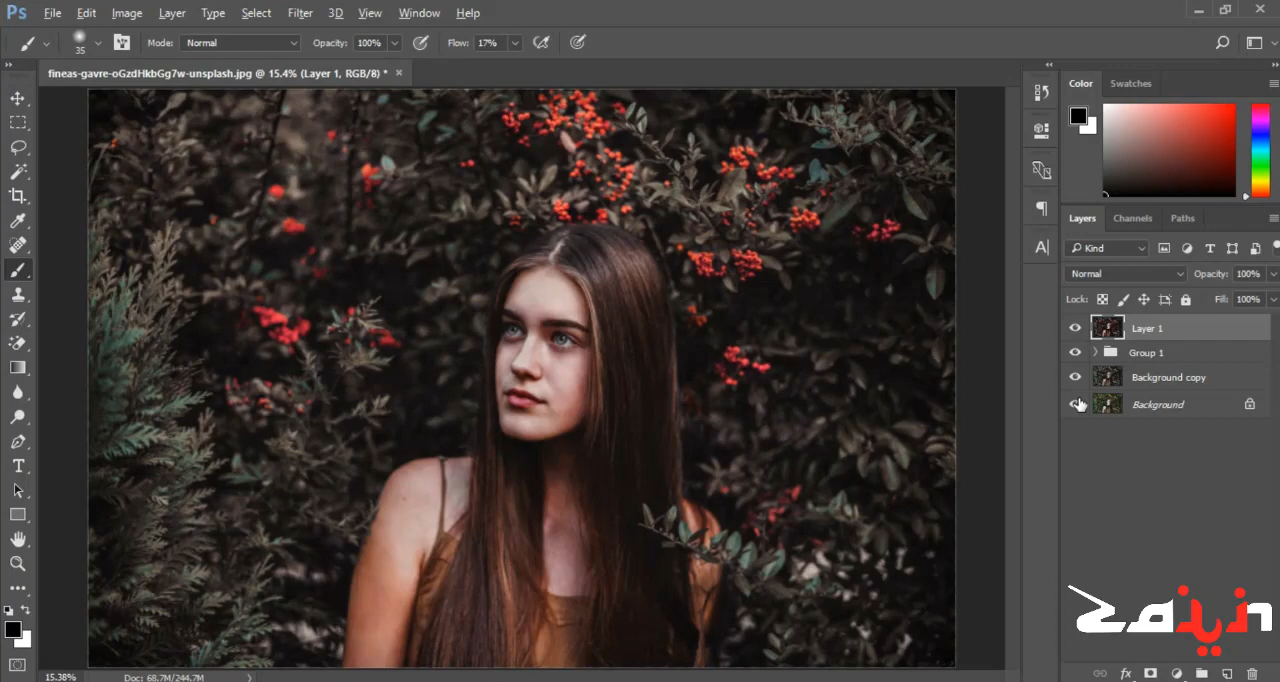 Ps File Edit Image Layer Type Select Filter 3D View Window Help
35 Mode: Normal Opacity: 100% Flow: 17%
fineas-gavre-oGzdHkbGg7w-unsplash.jpg @ 15.4% (Layer 1, RGB/8) *
Color Swatches
Layers Channels Paths
Kind
Normal Opacity: 100%
Lock: Fill: 100%
Layer 1
Group 1
Background copy
Background
zayin
15.38% Doc: 68.7M/244.7M